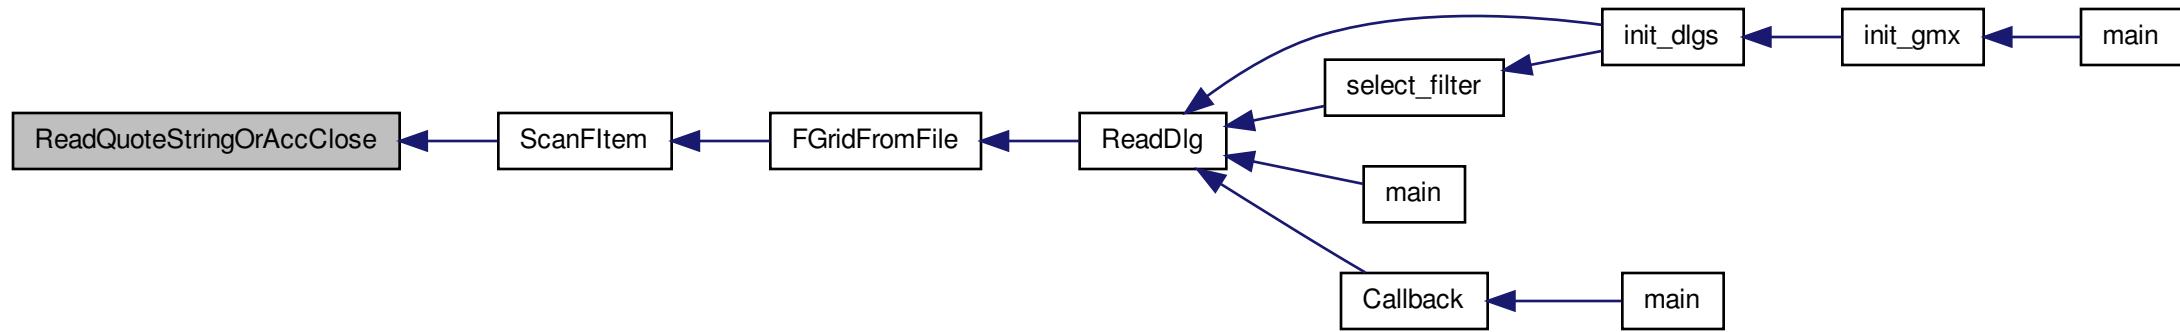 ReadQuoteStringOrAccClose
ScanFItem
FGridFromFile
ReadDlg
init_dlgs
init_gmx
main
select_filter
main
Callback
main